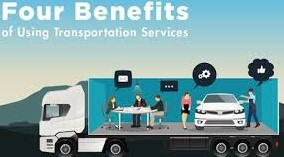 Four Benefits
of Using Transportation Services